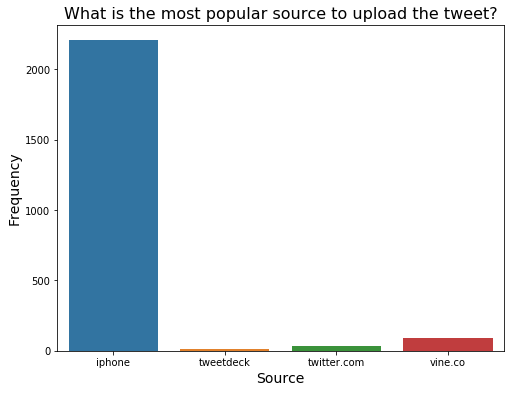 What is the most popular source to upload the tweet?
Frequency
2000
1500
1000
500
0
iphone tweetdeck twitter.com vine.co
Source